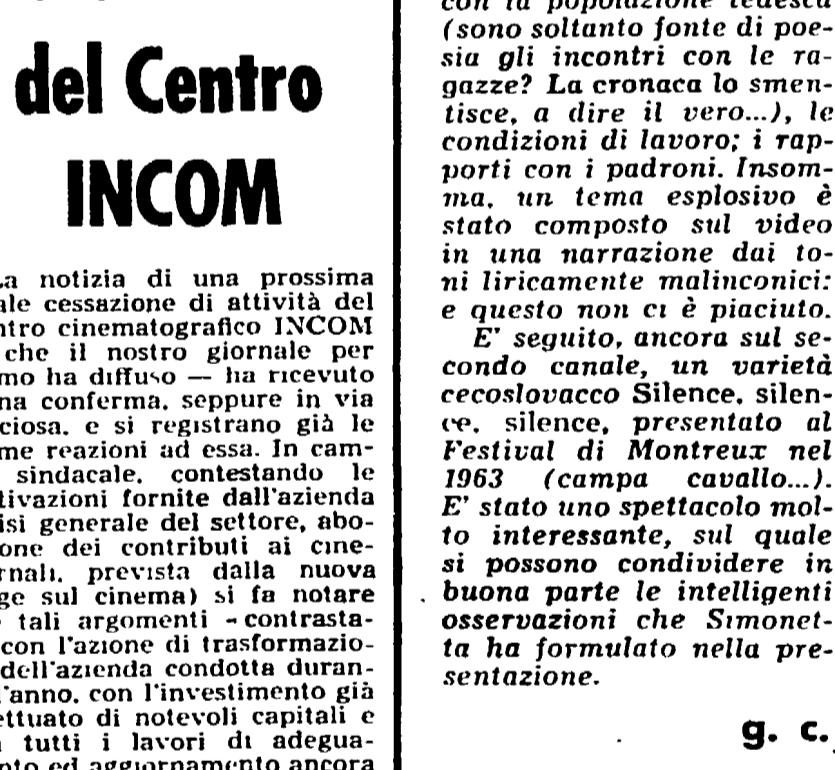 del Centro
INCOM
La notizia di una prossima
ale cessazione di attività del
ntro cinematografico INCOM
che il nostro giornale per
mo ha diffuso — ha ricevuto
na conferma, seppure in via
ciosa, e si registrano già le
me reazioni ad essa. In cam-
sindacale, contestando le
tivazioni fornite dall'azienda
isi generale del settore, abo-
one dei contributi ai cine-
rnali, prevista dalla nuova
ge sul cinema) si fa notare
tali argomenti - contrasta-
con l'azione di trasformazio-
dell'azienda condotta duran-
l'anno, con l'investimento già
ettuato di notevoli capitali e
tutti i lavori di adegua-
nto ed aggiornamento ancora
con la popolazione tedesca
(sono soltanto fonte di poe-
sia gli incontri con le ra-
gazze? La cronaca lo smen-
tisce, a dire il vero...), le
condizioni di lavoro; i rap-
porti con i padroni. Insom-
ma, un tema esplosivo è
stato composto sul video
in una narrazione dai to-
ni liricamente malinconici:
e questo non ci è piaciuto.
E' seguito, ancora sul se-
condo canale, un varietà
cecoslovacco Silence, silen-
ce, silence, presentato al
Festival di Montreux nel
1963 (campa cavallo...).
E' stato uno spettacolo mol-
to interessante, sul quale
si possono condividere in
buona parte le intelligenti
osservazioni che Simonet-
ta ha formulato nella pre-
sentazione.
g. c.